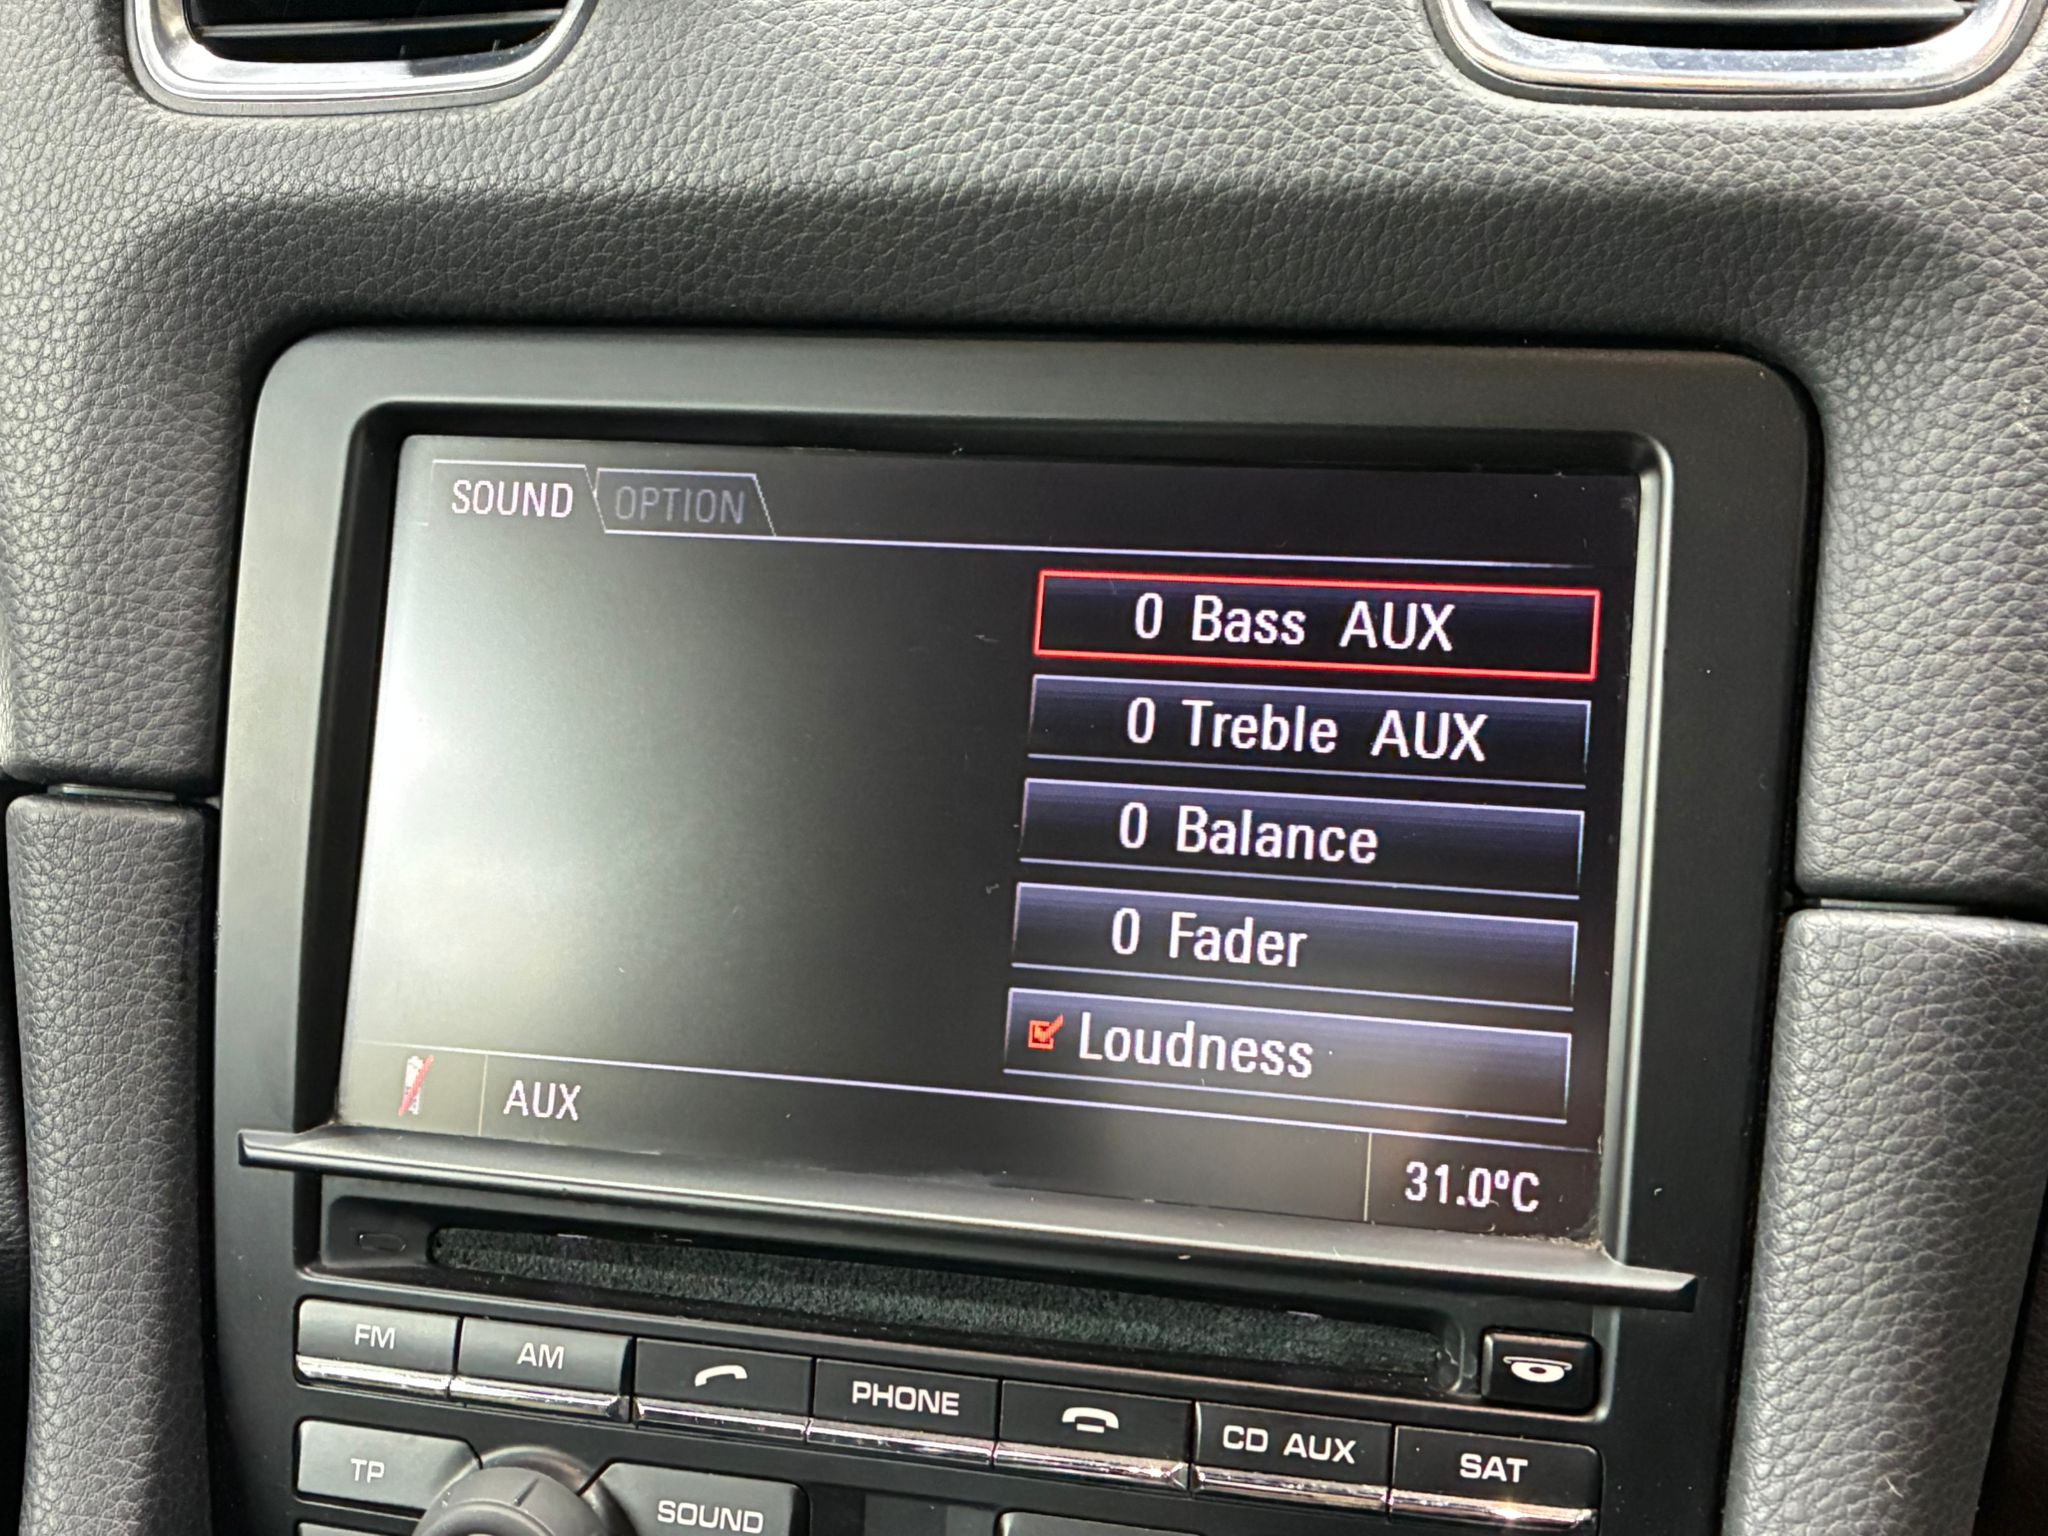 SOUND OPTION
0 Bass AUX
0 Treble AUX
0 Balance
0 Fader
Loudness
AUX
31.0ºC
FM AM PHONE CD AUX SAT
TP SOUND